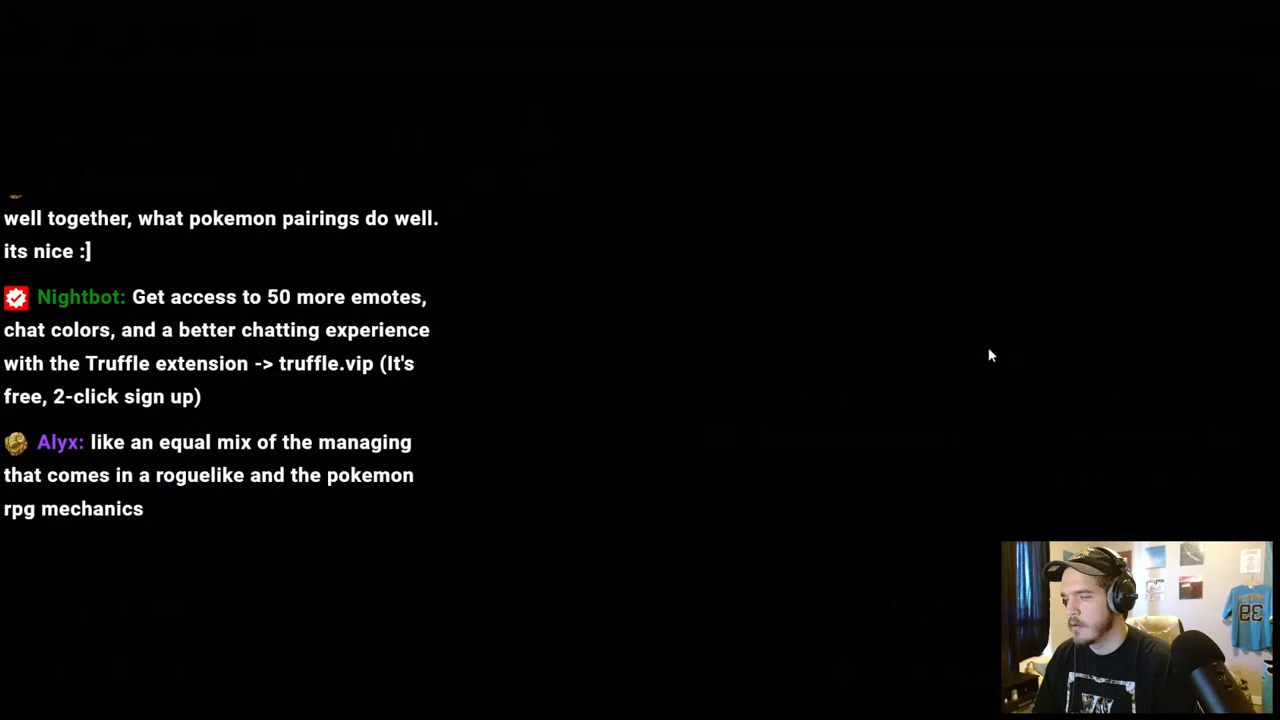 well together, what pokemon pairings do well.
its nice :]
Nightbot: Get access to 50 more emotes,
chat colors, and a better chatting experience
with the Truffle extension -> truffle.vip (It's
free, 2-click sign up)
Alyx: like an equal mix of the managing
that comes in a roguelike and the pokemon
rpg mechanics
39